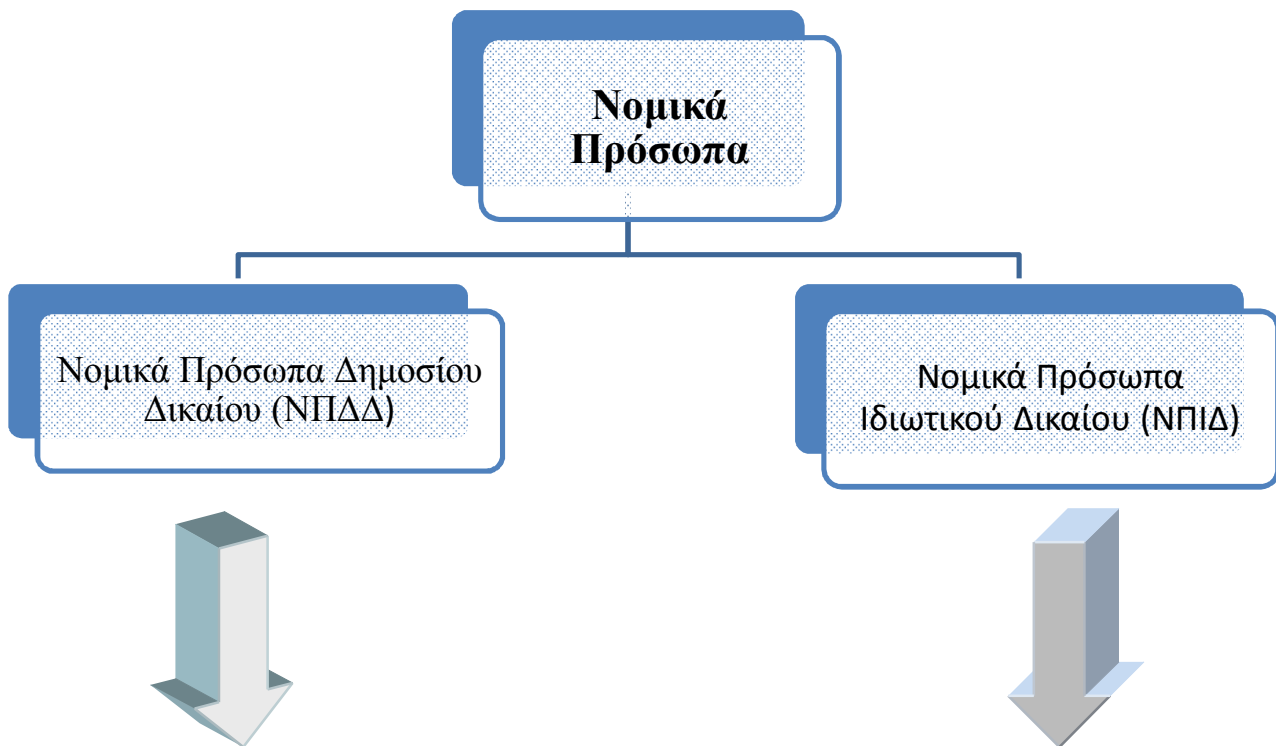 Νομικά
Πρόσωπα
Νομικά Πρόσωπα Δημοσίου
Δικαίου (ΝΠΔΔ)
Νομικά Πρόσωπα
Ιδιωτικού Δικαίου (ΝΠΙΔ)